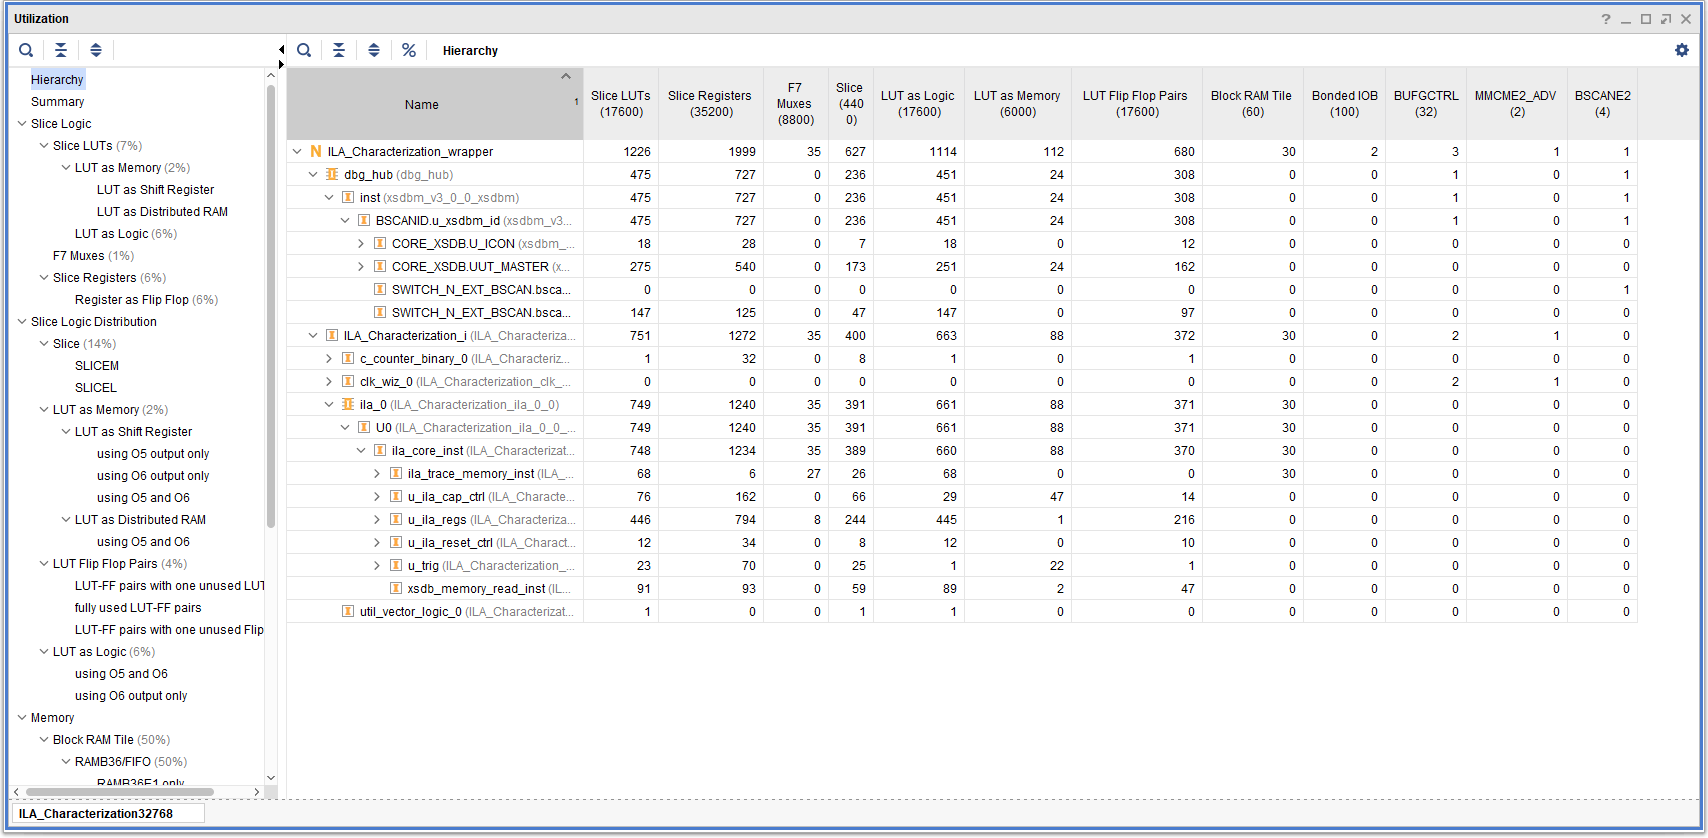 Utilization
Hierarchy
Hierarchy
Summary
Slice Logic
Slice LUTs (7%)
LUT as Memory (2%)
LUT as Shift Register
LUT as Distributed RAM
LUT as Logic (6%)
F7 Muxes (1%)
Slice Registers (6%)
Register as Flip Flop (6%)
Slice Logic Distribution
Slice (14%)
SLICEM
SLICEL
LUT as Memory (2%)
LUT as Shift Register
using O5 output only
using O6 output only
using O5 and O6
LUT as Distributed RAM
using O5 and O6
LUT Flip Flop Pairs (4%)
LUT-FF pairs with one unused LUT
fully used LUT-FF pairs
LUT-FF pairs with one unused Flip
LUT as Logic (6%)
using O5 and O6
using O6 output only
Memory
Block RAM Tile (50%)
RAMB36/FIFO (50%)
RAMB36E1 only
Name 1 Slice LUTs (17600) Slice Registers (35200) F7 Muxes (8800) Slice (4400) LUT as Logic (17600) LUT as Memory (6000) LUT Flip Flop Pairs (17600) Block RAM Tile (60) Bonded IOB (100) BUFGCTRL (32) MMCME2_ADV (2) BSCANE2 (4)
N ILA_Characterization_wrapper 1226 1999 35 627 1114 112 680 30 2 3 1 1
dbg_hub (dbg_hub) 475 727 0 236 451 24 308 0 0 1 0 1
inst (xsdbm_v3_0_0_xsdbm) 475 727 0 236 451 24 308 0 0 1 0 1
BSCANID.u_xsdbm_id (xsdbm_v3... 475 727 0 236 451 24 308 0 0 1 0 1
CORE_XSDB.U_ICON (xsdbm_... 18 28 0 7 18 0 12 0 0 0 0 0
CORE_XSDB.UUT_MASTER (x... 275 540 0 173 251 24 162 0 0 0 0 0
SWITCH_N_EXT_BSCAN.bsca... 0 0 0 0 0 0 0 0 0 0 0 1
SWITCH_N_EXT_BSCAN.bsca... 147 125 0 47 147 0 97 0 0 0 0 0
ILA_Characterization_i (ILA_Characteriza... 751 1272 35 400 663 88 372 30 0 2 1 0
c_counter_binary_0 (ILA_Characteriz... 1 32 0 8 1 0 1 0 0 0 0 0
clk_wiz_0 (ILA_Characterization_clk_... 0 0 0 0 0 0 0 0 0 2 1 0
ila_0 (ILA_Characterization_ila_0_0) 749 1240 35 391 661 88 371 30 0 0 0 0
U0 (ILA_Characterization_ila_0_0_... 749 1240 35 391 661 88 371 30 0 0 0 0
ila_core_inst (ILA_Characterizat... 748 1234 35 389 660 88 370 30 0 0 0 0
ila_trace_memory_inst (ILA_... 68 6 27 26 68 0 0 30 0 0 0 0
u_ila_cap_ctrl (ILA_Characte... 76 162 0 66 29 47 14 0 0 0 0 0
u_ila_regs (ILA_Characteriza... 446 794 8 244 445 1 216 0 0 0 0 0
u_ila_reset_ctrl (ILA_Charact... 12 34 0 8 12 0 10 0 0 0 0 0
u_trig (ILA_Characterization_... 23 70 0 25 1 22 1 0 0 0 0 0
xsdb_memory_read_inst (IL... 91 93 0 59 89 2 47 0 0 0 0 0
util_vector_logic_0 (ILA_Characterizat... 1 0 0 1 1 0 0 0 0 0 0 0
ILA_Characterization32768